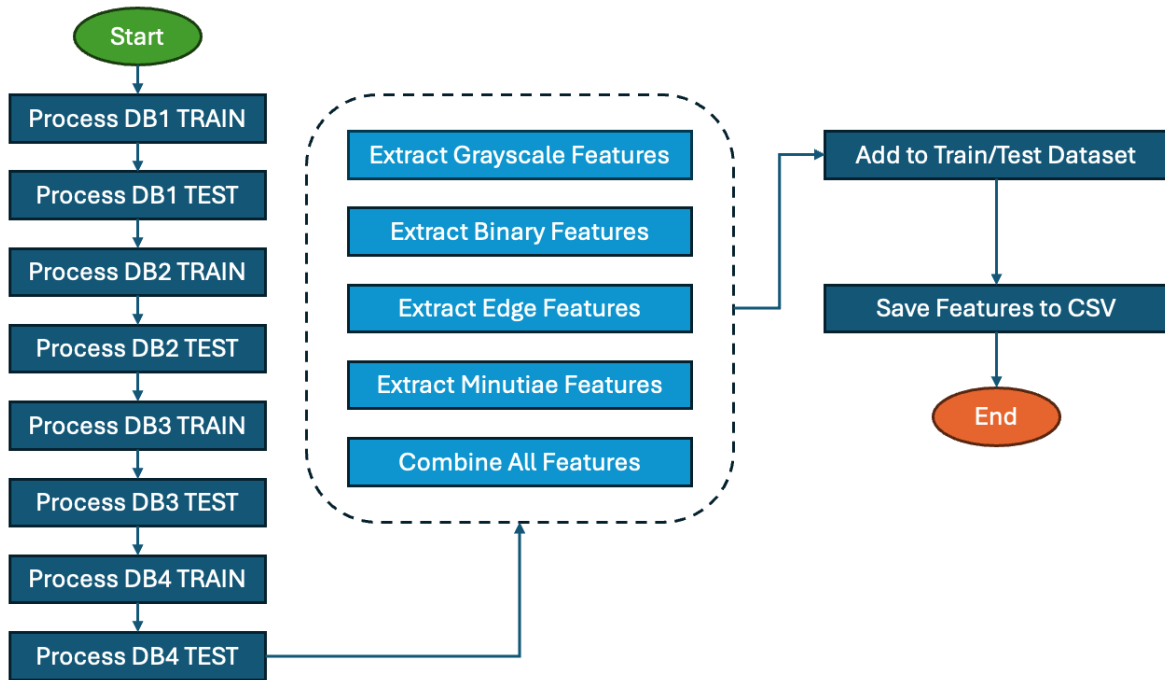 Start
Process DB1 TRAIN
Process DB1 TEST
Process DB2 TRAIN
Process DB2 TEST
Process DB3 TRAIN
Process DB3 TEST
Process DB4 TRAIN
Process DB4 TEST
Extract Grayscale Features
Extract Binary Features
Extract Edge Features
Extract Minutiae Features
Combine All Features
Add to Train/Test Dataset
Save Features to CSV
End